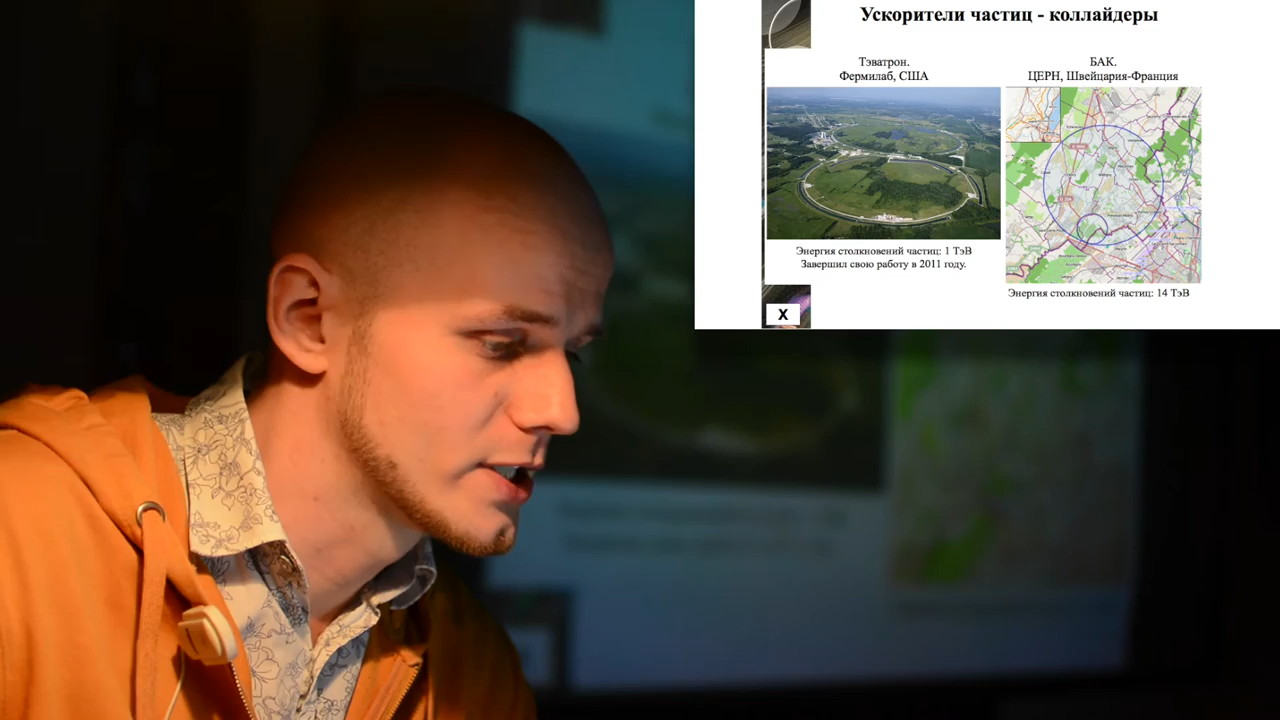 Ускорители частиц - коллайдеры
Тэватрон.
Фермилаб, США
БАК.
ЦЕРН, Швейцария-Франция
Энергия столкновений частиц: 1 ТэВ
Завершил свою работу в 2011 году.
Энергия столкновений частиц: 14 ТэВ
X